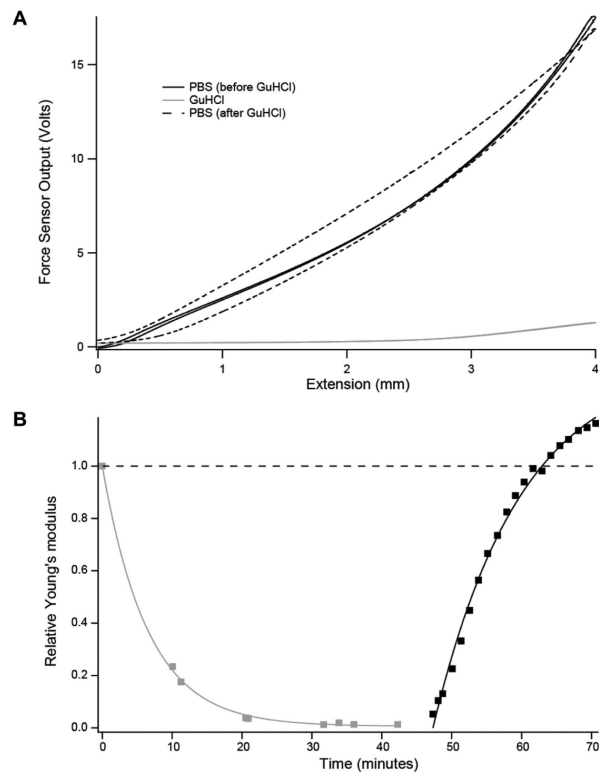 A
15
10
5
0
Force Sensor Output (Volts)
PBS (before GuHCl)
GuHCl
PBS (after GuHCl)
0 1 2 3 4
Extension (mm)
B
1.0
0.8
0.6
0.4
0.2
0.0
Relative Young's modulus
0 10 20 30 40 50 60 70
Time (minutes)